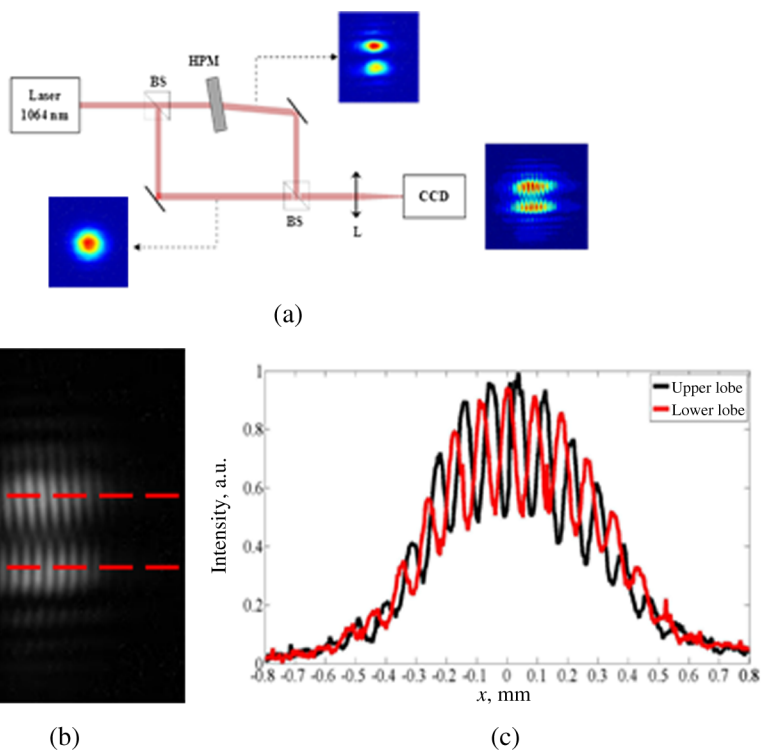 HPM
BS
Laser
1064 nm
BS
L
CCD
(a)
Upper lobe
Lower lobe
Intensity, a.u.
1
0.8
0.6
0.4
0.2
0
-0.8 -0.7 -0.6 -0.5 -0.4 -0.3 -0.2 -0.1 0 0.1 0.2 0.3 0.4 0.5 0.6 0.7 0.8
x, mm
(b)
(c)